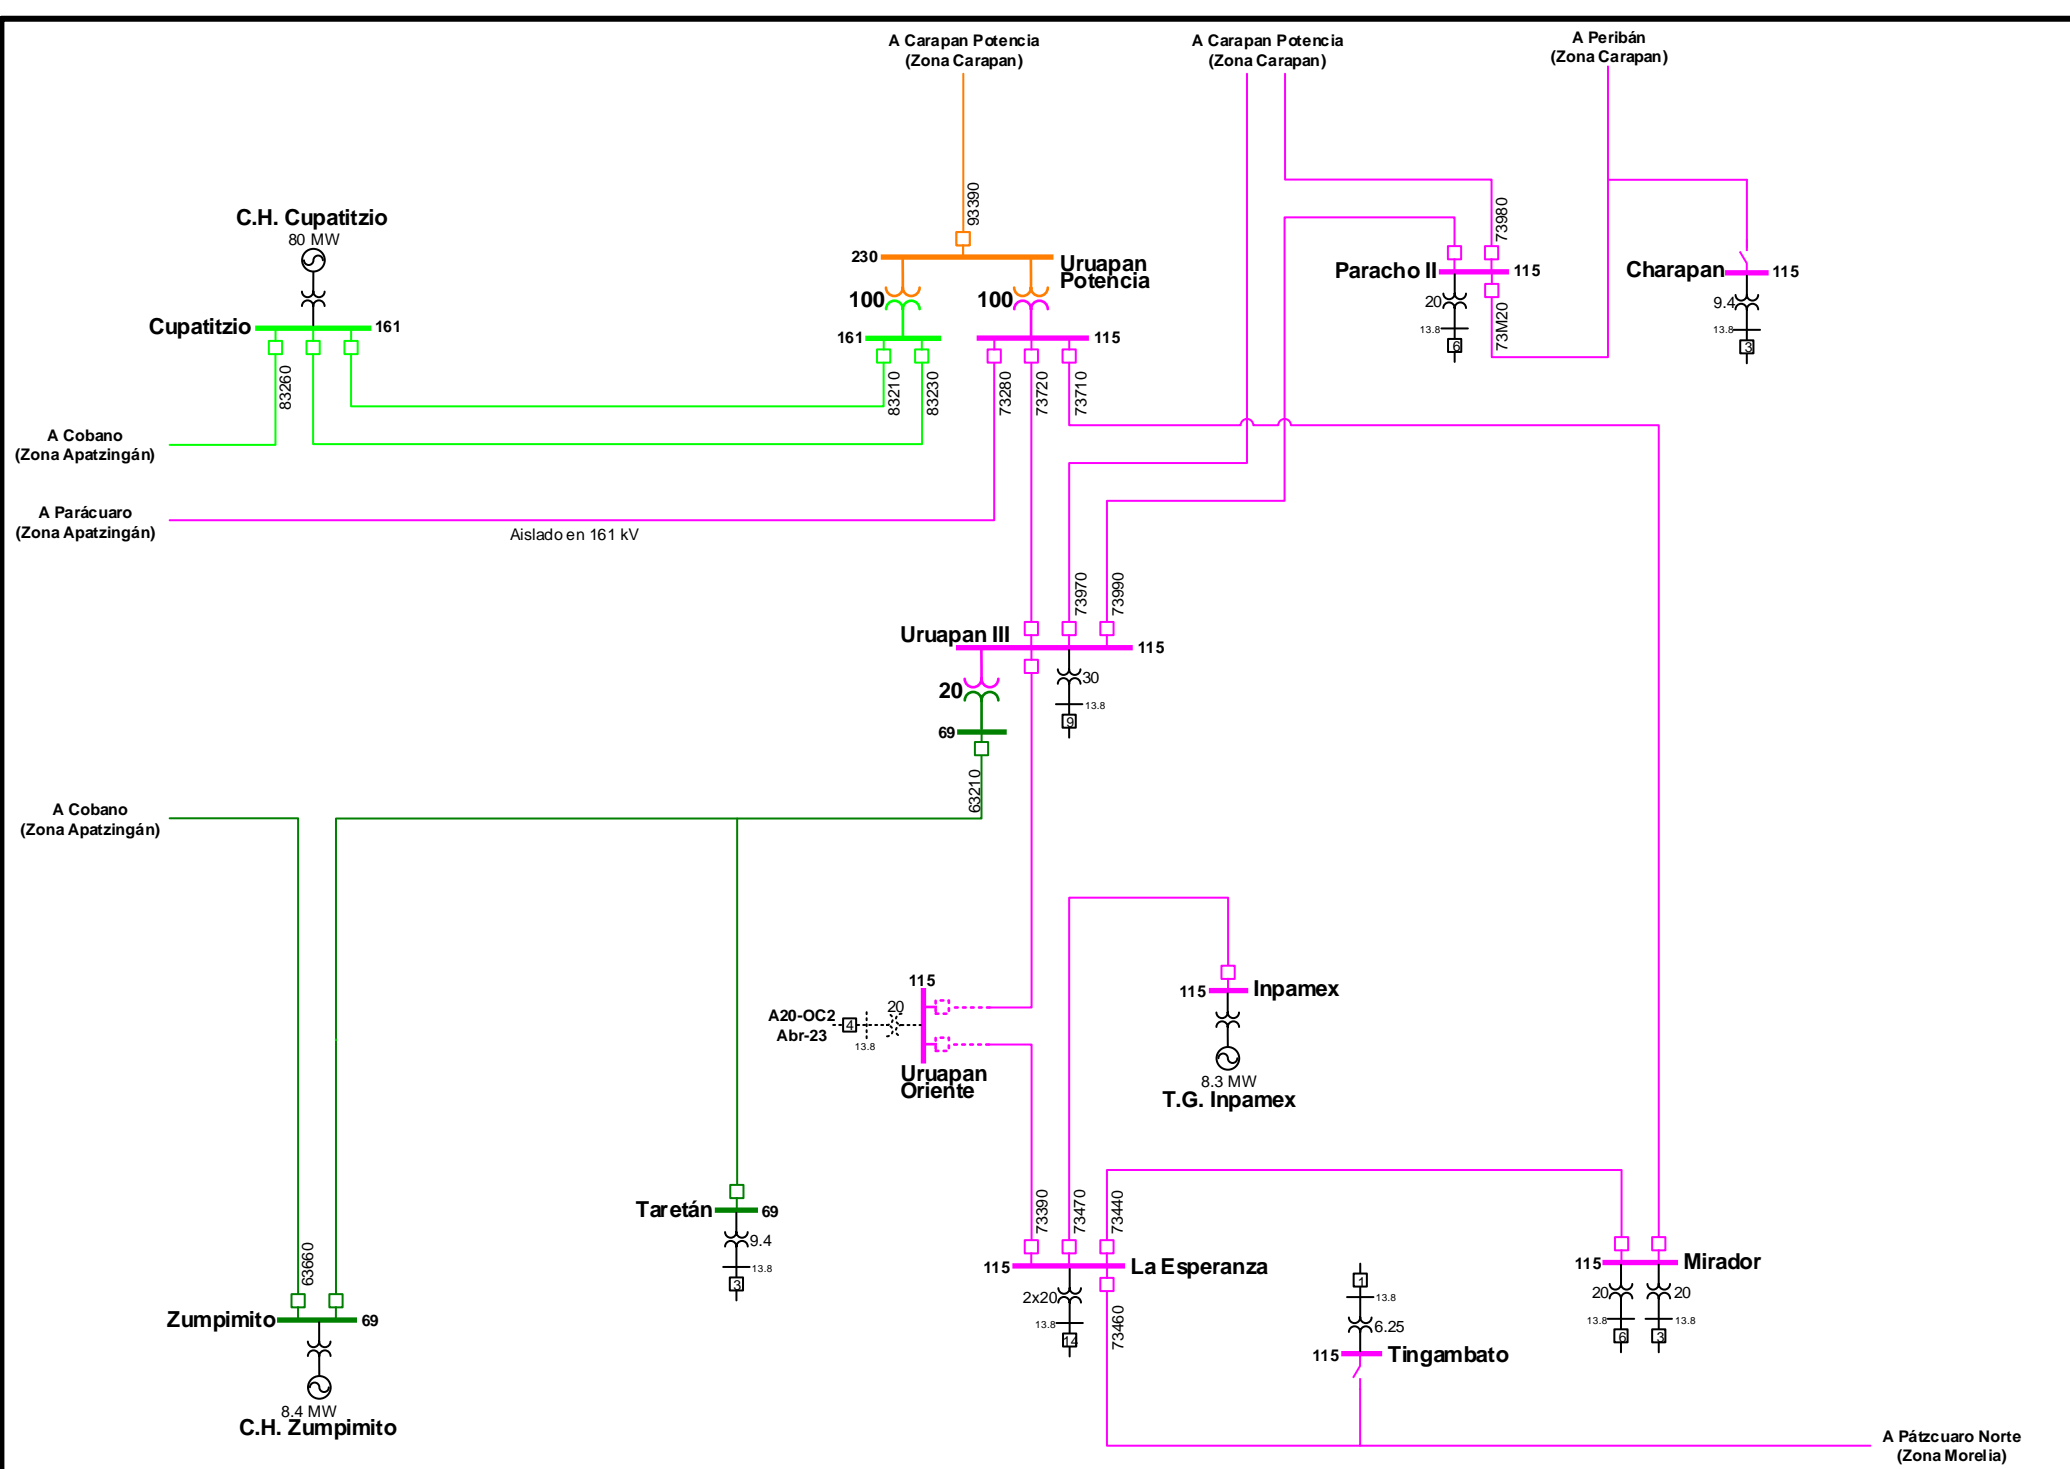 A Carapan Potencia
(Zona Carapan)
A Carapan Potencia
(Zona Carapan)
A Peribán
(Zona Carapan)
93390
73980
C.H. Cupatitzio
80 MW
230
Uruapan
Potencia
Paracho II
115
Charapan
115
100
100
20
9.4
13.8
6
73M20
13.8
3
Cupatitzio
161
161
115
83260
83210
83230
73280
73720
73710
A Cobano
(Zona Apatzingán)
A Parácuaro
(Zona Apatzingán)
Aislado en 161 kV
73970
73990
Uruapan III
115
20
30
13.8
9
69
63210
A Cobano
(Zona Apatzingán)
115
Inpamex
115
A20-OC2
Abr-23
4
13.8
20
Uruapan
Oriente
8.3 MW
T.G. Inpamex
73390
73470
73440
Taretán
69
9.4
13.8
3
63660
Zumpimito
69
8.4 MW
C.H. Zumpimito
115
La Esperanza
2x20
13.8
14
73460
1
13.8
6.25
115
Tingambato
115
Mirador
20
20
13.8
6
3
13.8
A Pátzcuaro Norte
(Zona Morelia)